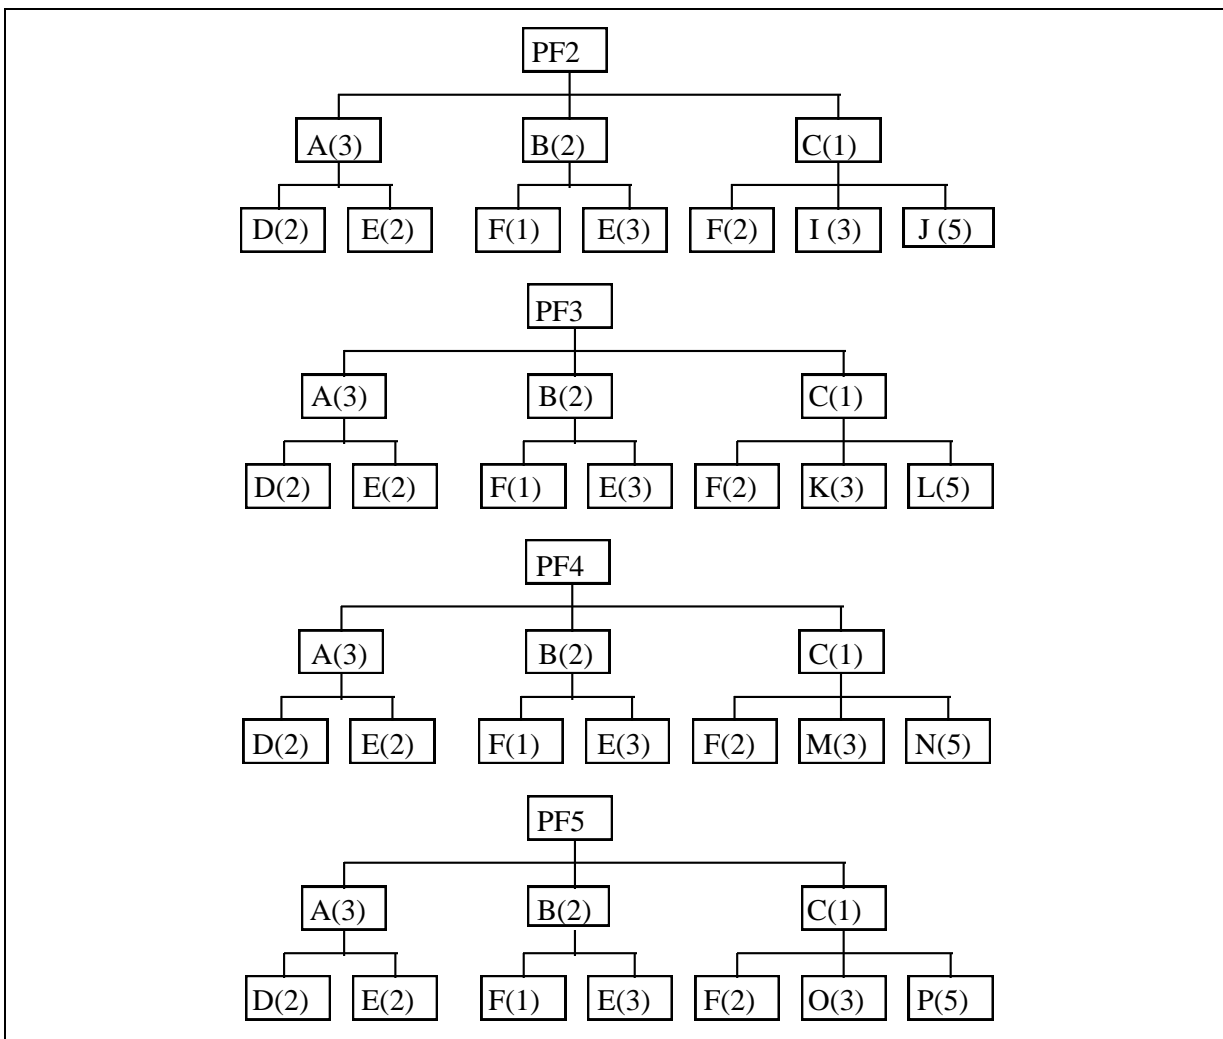 PF2
A(3) B(2) C(1)
D(2) E(2) F(1) E(3) F(2) I (3) J (5)
PF3
A(3) B(2) C(1)
D(2) E(2) F(1) E(3) F(2) K(3) L(5)
PF4
A(3) B(2) C(1)
D(2) E(2) F(1) E(3) F(2) M(3) N(5)
PF5
A(3) B(2) C(1)
D(2) E(2) F(1) E(3) F(2) O(3) P(5)